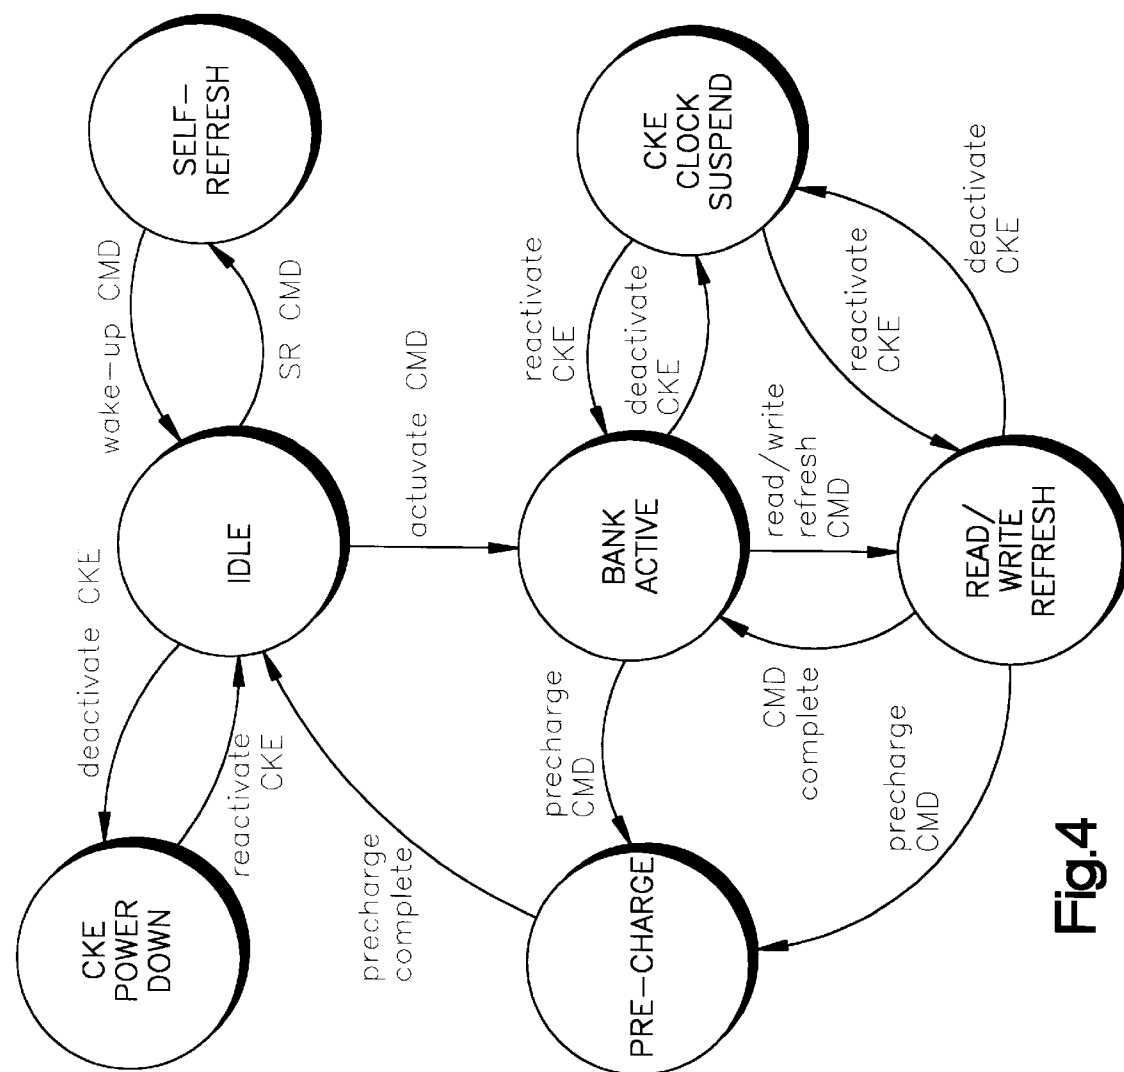 SELF-
REFRESH
wake-up CMD
SR CMD
IDLE
deactivate CKE
reactivate
CKE
CKE
POWER
DOWN
actuvate CMD
precharge
complete
CKE
CLOCK
SUSPEND
reactivate
CKE
deactivate
CKE
reactivate
CKE
deactivate
CKE
BANK
ACTIVE
read/write
refresh
CMD
CMD
complete
precharge
CMD
PRE-CHARGE
READ/
WRITE
REFRESH
precharge
CMD
Fig.4